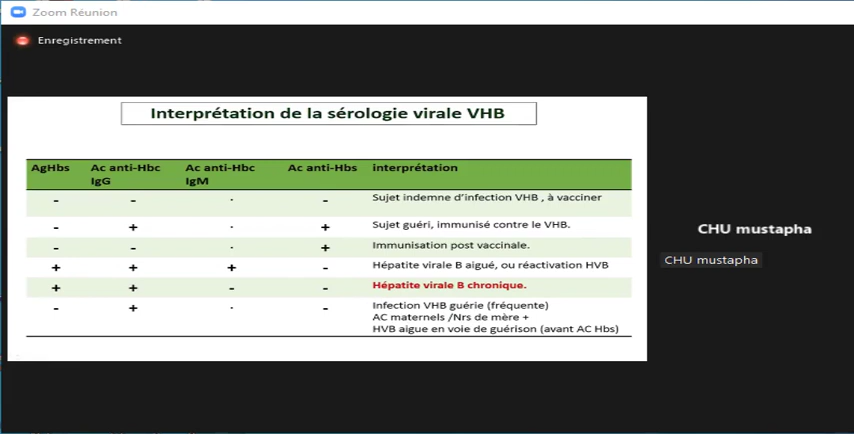 Zoom Réunion
Enregistrement
Interprétation de la sérologie virale VHB
AgHbs Ac anti-Hbc IgG Ac anti-Hbc IgM Ac anti-Hbs interprétation
- - . - Sujet indemne d'infection VHB , à vacciner
- + . + Sujet guéri, immunisé contre le VHB.
- - . + Immunisation post vaccinale.
+ + + - Hépatite virale B aigué, ou réactivation HVB
+ + - - Hépatite virale B chronique.
- + . - Infection VHB guérie (fréquente)
AC maternels /Nrs de mère +
HVB aigue en voie de guérison (avant AC Hbs)
CHU mustapha
CHU mustapha